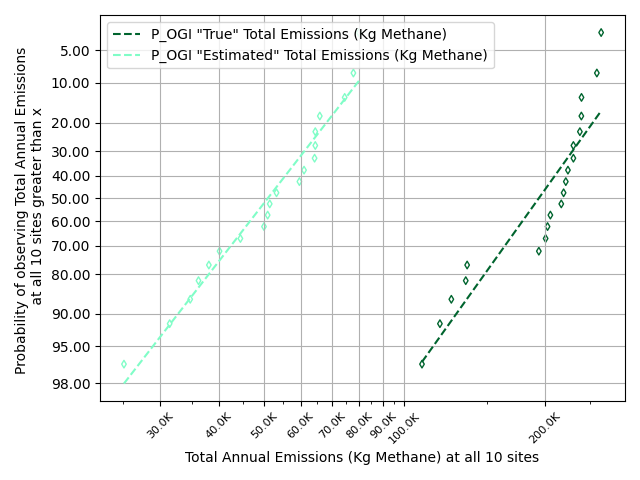 P_OGI "True" Total Emissions (Kg Methane)
P_OGI "Estimated" Total Emissions (Kg Methane)
Probability of observing Total Annual Emissions
at all 10 sites greater than x
5.00
10.00
20.00
30.00
40.00
50.00
60.00
70.00
80.00
90.00
95.00
98.00
30.0K
40.0K
50.0K
60.0K
70.0K
80.0K
90.0K
100.0K
200.0K
Total Annual Emissions (Kg Methane) at all 10 sites